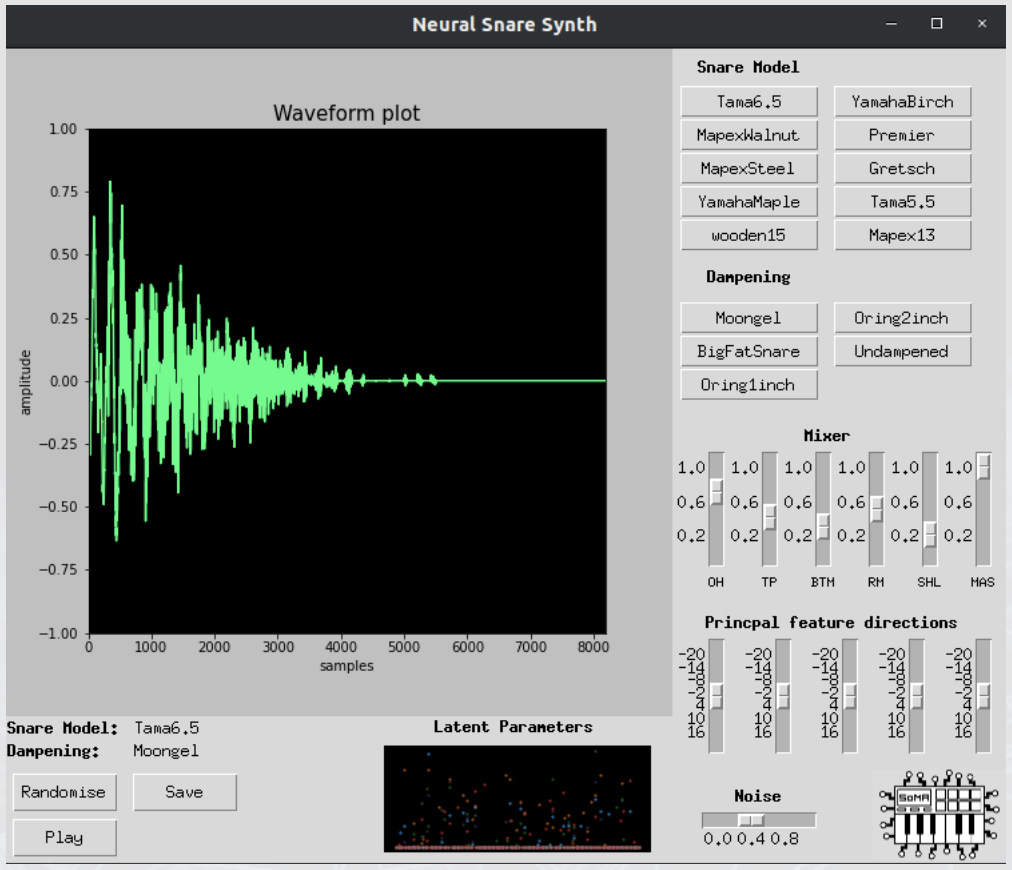 Neural Snare Synth
Waveform plot
1.00
0.75
0.50
0.25
0.00
−0.25
−0.50
−0.75
−1.00
amplitude
0 1000 2000 3000 4000 5000 6000 7000 8000
samples
Snare Model: Tama6.5
Dampening: Moongel
Randomise Save
Play
Latent Parameters
Snare Model
Tama6.5 YamahaBirch
MapexWalnut Premier
MapexSteel Gretsch
YamahaMaple Tama5.5
wooden15 Mapex13
Dampening
Moongel Oring2inch
BigFatSnare Undampened
Oring1inch
Mixer
1.0 1.0 1.0 1.0 1.0 1.0
0.6 0.6 0.6 0.6 0.6 0.6
0.2 0.2 0.2 0.2 0.2 0.2
OH TP BTM RM SHL MAS
Princpal feature directions
-20 -20 -20 -20 -20
-14 -14 -14 -14 -14
-8 -8 -8 -8 -8
-2 -2 -2 -2 -2
4 4 4 4 4
10 10 10 10 10
16 16 16 16 16
Noise
0.0 0.4 0.8
SoMA